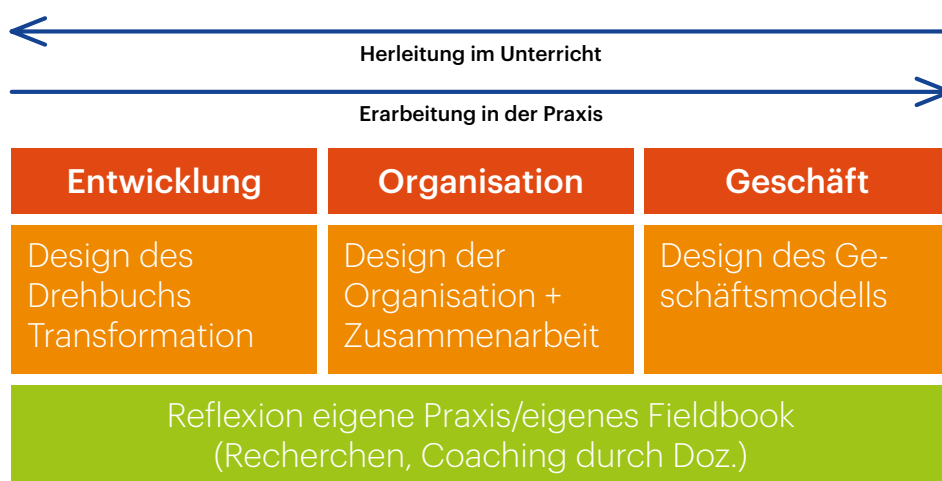 Herleitung im Unterricht
Erarbeitung in der Praxis
Entwicklung
Organisation
Geschäft
Design des
Drehbuchs
Transformation
Design der
Organisation +
Zusammenarbeit
Design des Ge-
schäftsmodells
Reflexion eigene Praxis/eigenes Fieldbook
(Recherchen, Coaching durch Doz.)